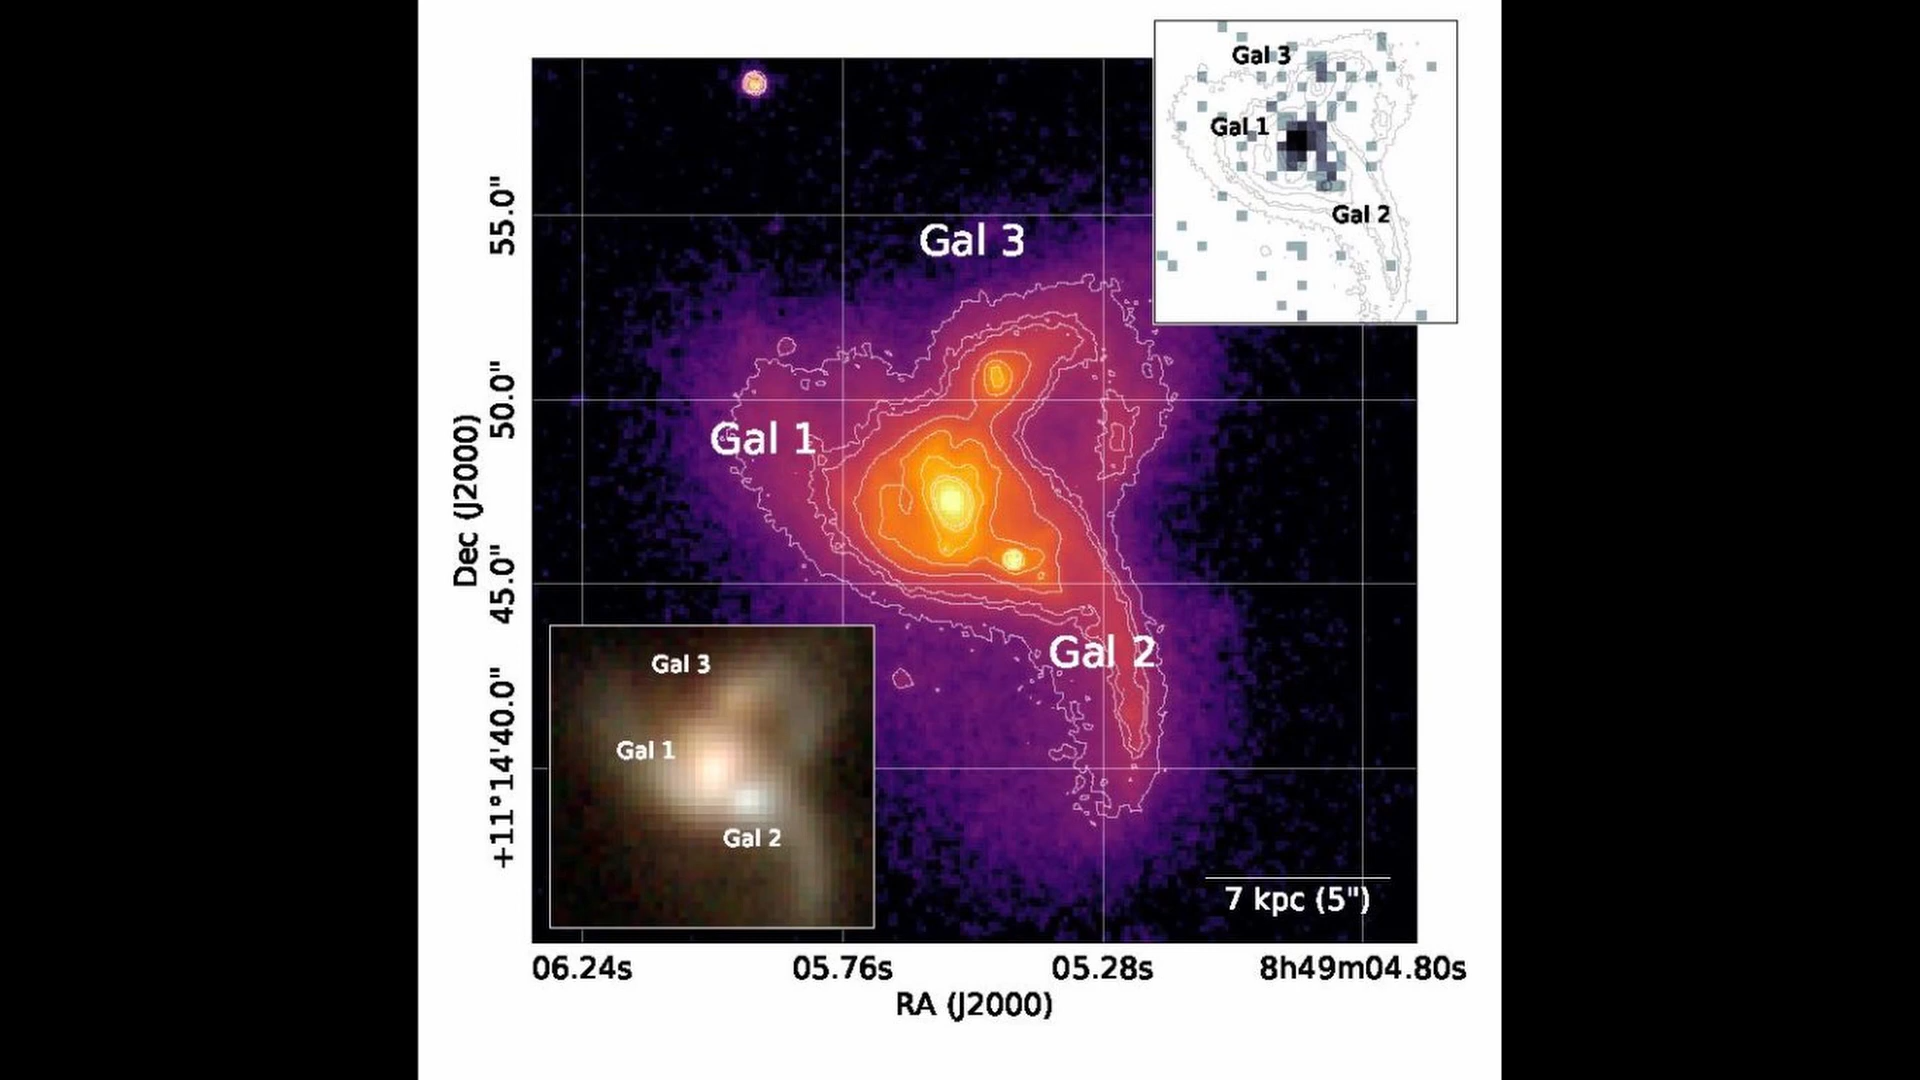 Gal 3
Gal 1
Gal 2
Gal 3
Gal 1
Gal 2
Gal 3
Gal 1
Gal 2
7 kpc (5")
55.0"
50.0"
45.0"
+11°14'40.0"
Dec (J2000)
06.24s
05.76s
05.28s
8h49m04.80s
RA (J2000)